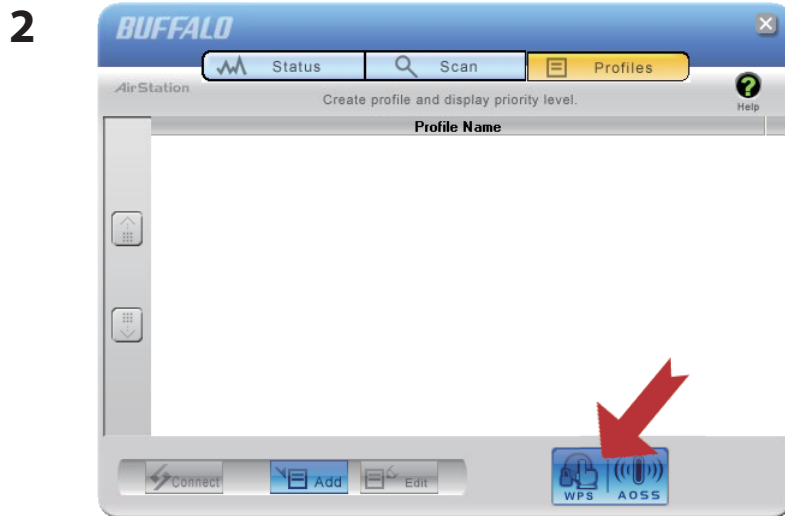 2
BUFFALO
Status Scan Profiles
AirStation
Create profile and display priority level.
Help
Profile Name
Connect Add Edit
WPS AOSS